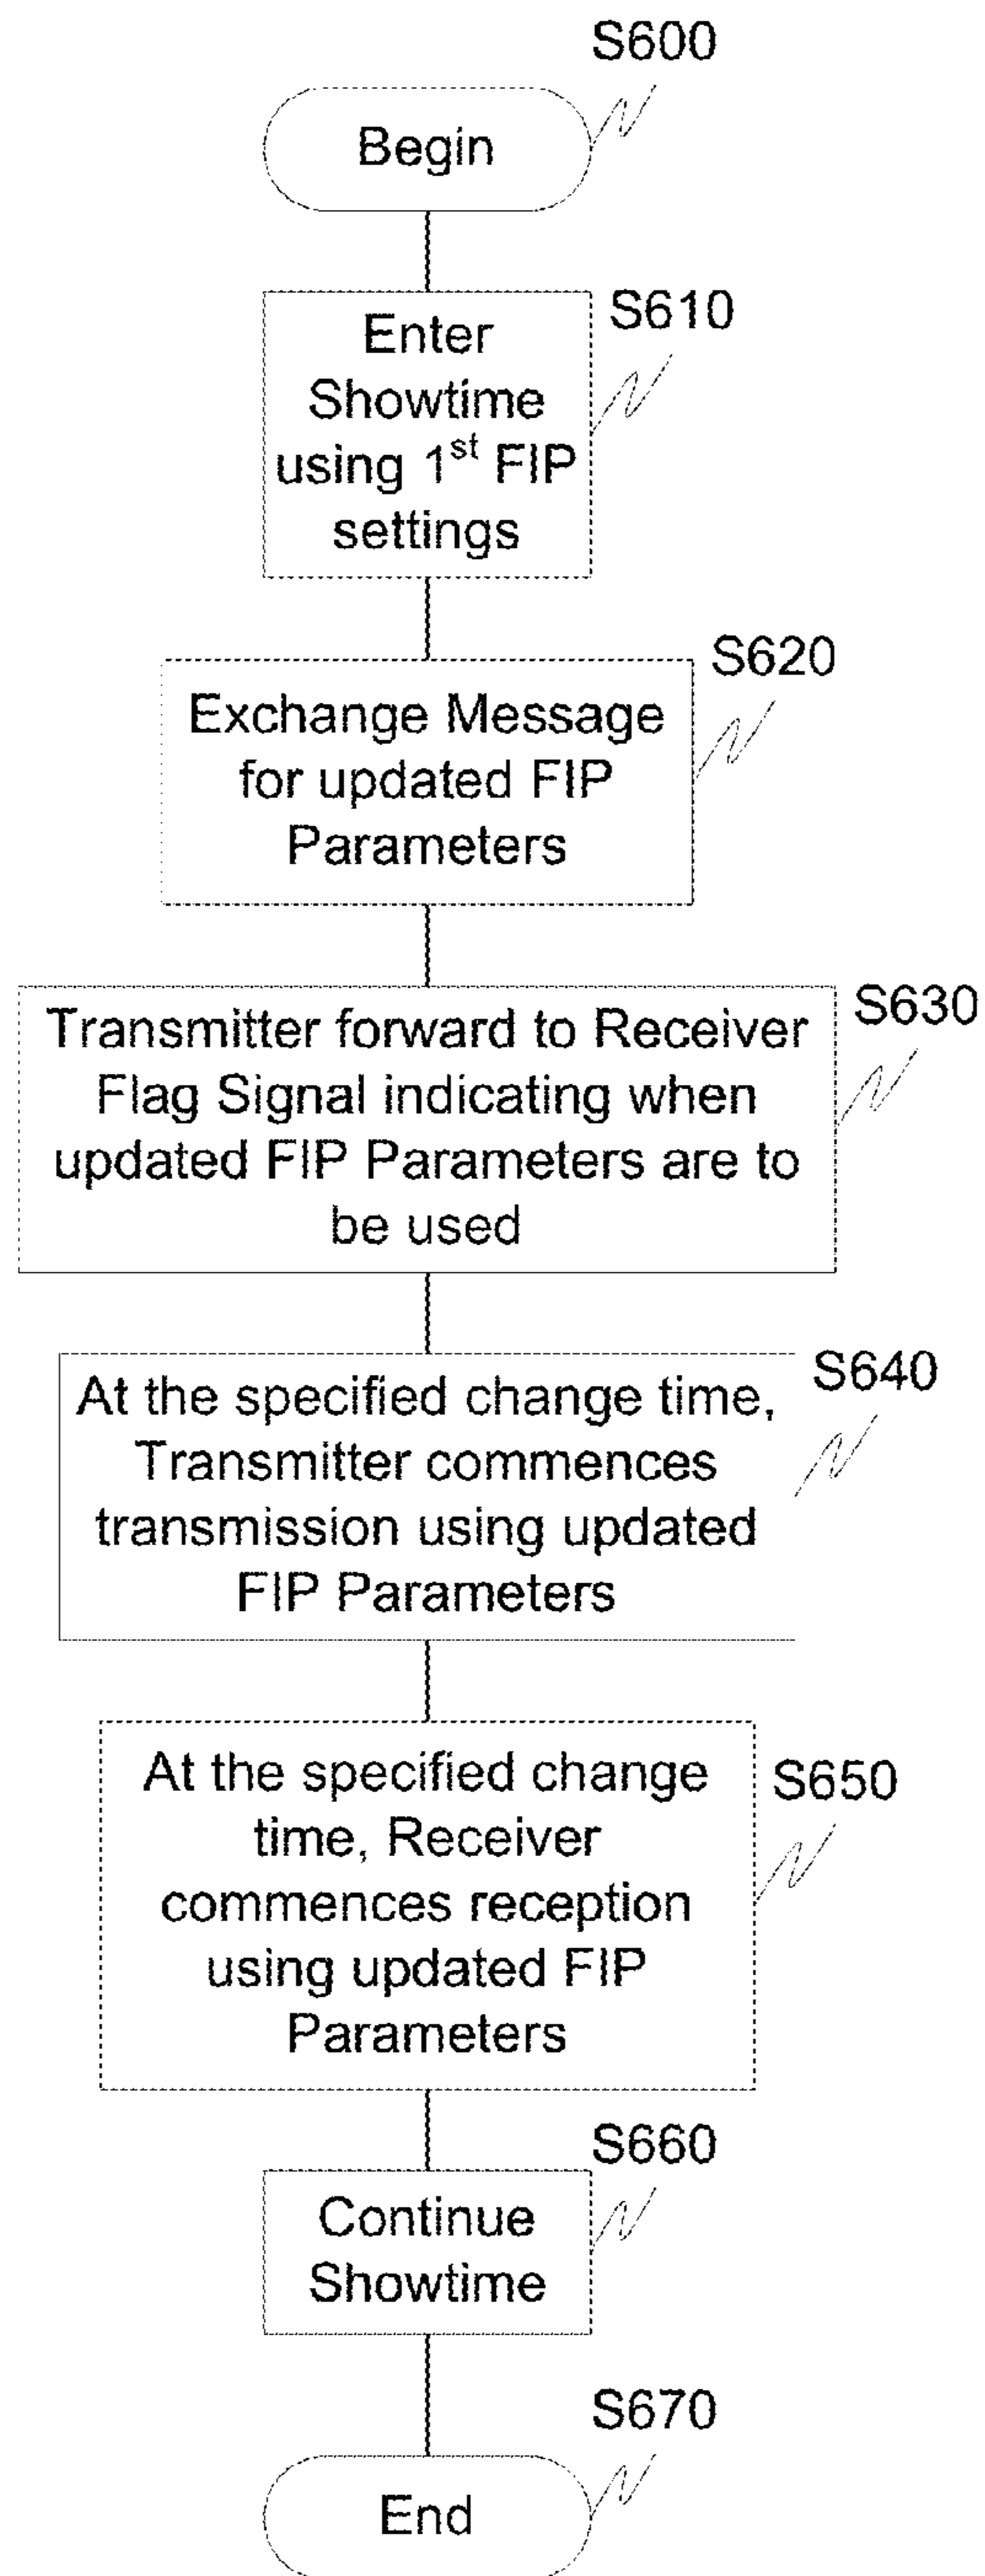 S600
Begin
S610
Enter
Showtime
using 1st FIP
settings
S620
Exchange Message
for updated FIP
Parameters
S630
Transmitter forward to Receiver
Flag Signal indicating when
updated FIP Parameters are to
be used
S640
At the specified change time,
Transmitter commences
transmission using updated
FIP Parameters
S650
At the specified change
time, Receiver
commences reception
using updated FIP
Parameters
S660
Continue
Showtime
S670
End